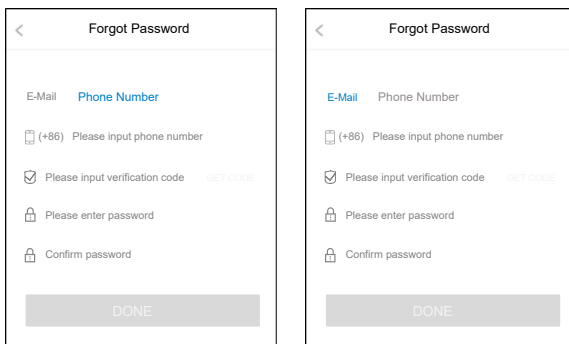 Forgot Password
E-Mail Phone Number
(+86) Please input phone number
Please input verification code GET CODE
Please enter password
Confirm password
DONE
Forgot Password
E-Mail Phone Number
(+86) Please input phone number
Please input verification code GET CODE
Please enter password
Confirm password
DONE